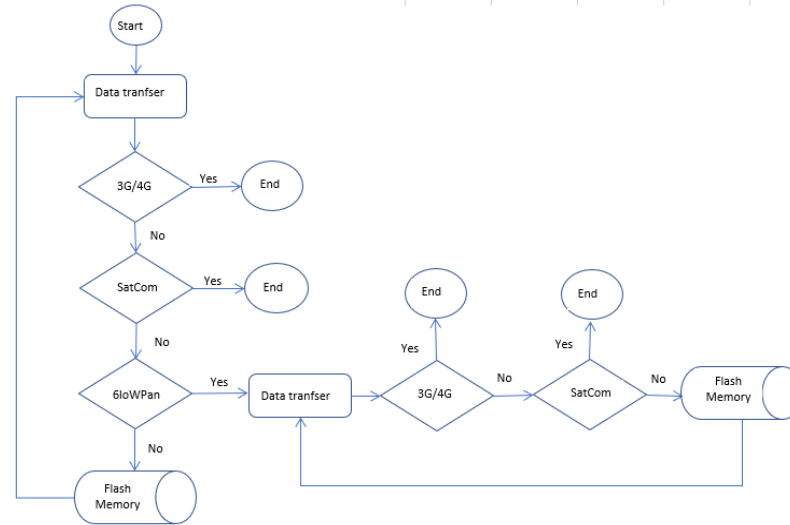 Start
Data tranfser
3G/4G
Yes
End
No
SatCom
Yes
End
No
6loWPan
Yes
Data tranfser
3G/4G
Yes
End
No
SatCom
Yes
End
No
Flash
Memory
No
Flash
Memory